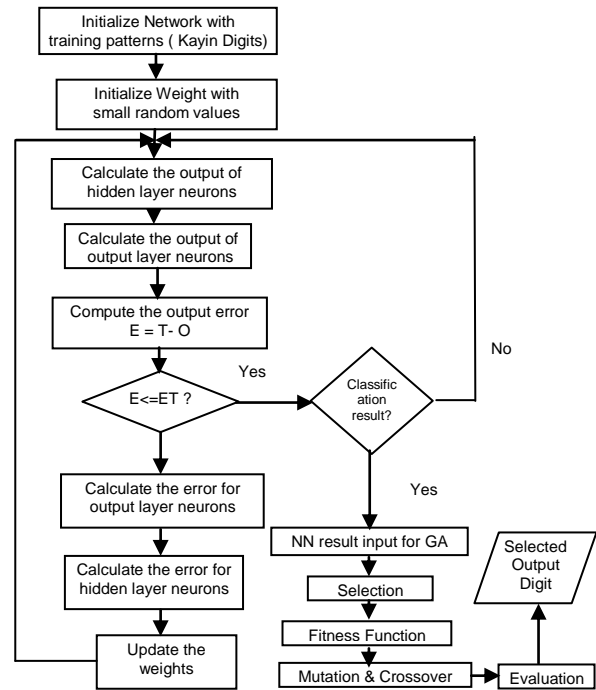 Initialize Network with
training patterns ( Kayin Digits)
Initialize Weight with
small random values
Calculate the output of
hidden layer neurons
Calculate the output of
output layer neurons
Compute the output error
E = T- O
E<=ET ?
Yes
Classific
ation
result?
No
Calculate the error for
output layer neurons
Calculate the error for
hidden layer neurons
Update the
weights
Yes
NN result input for GA
Selection
Fitness Function
Mutation & Crossover
Evaluation
Selected
Output
Digit